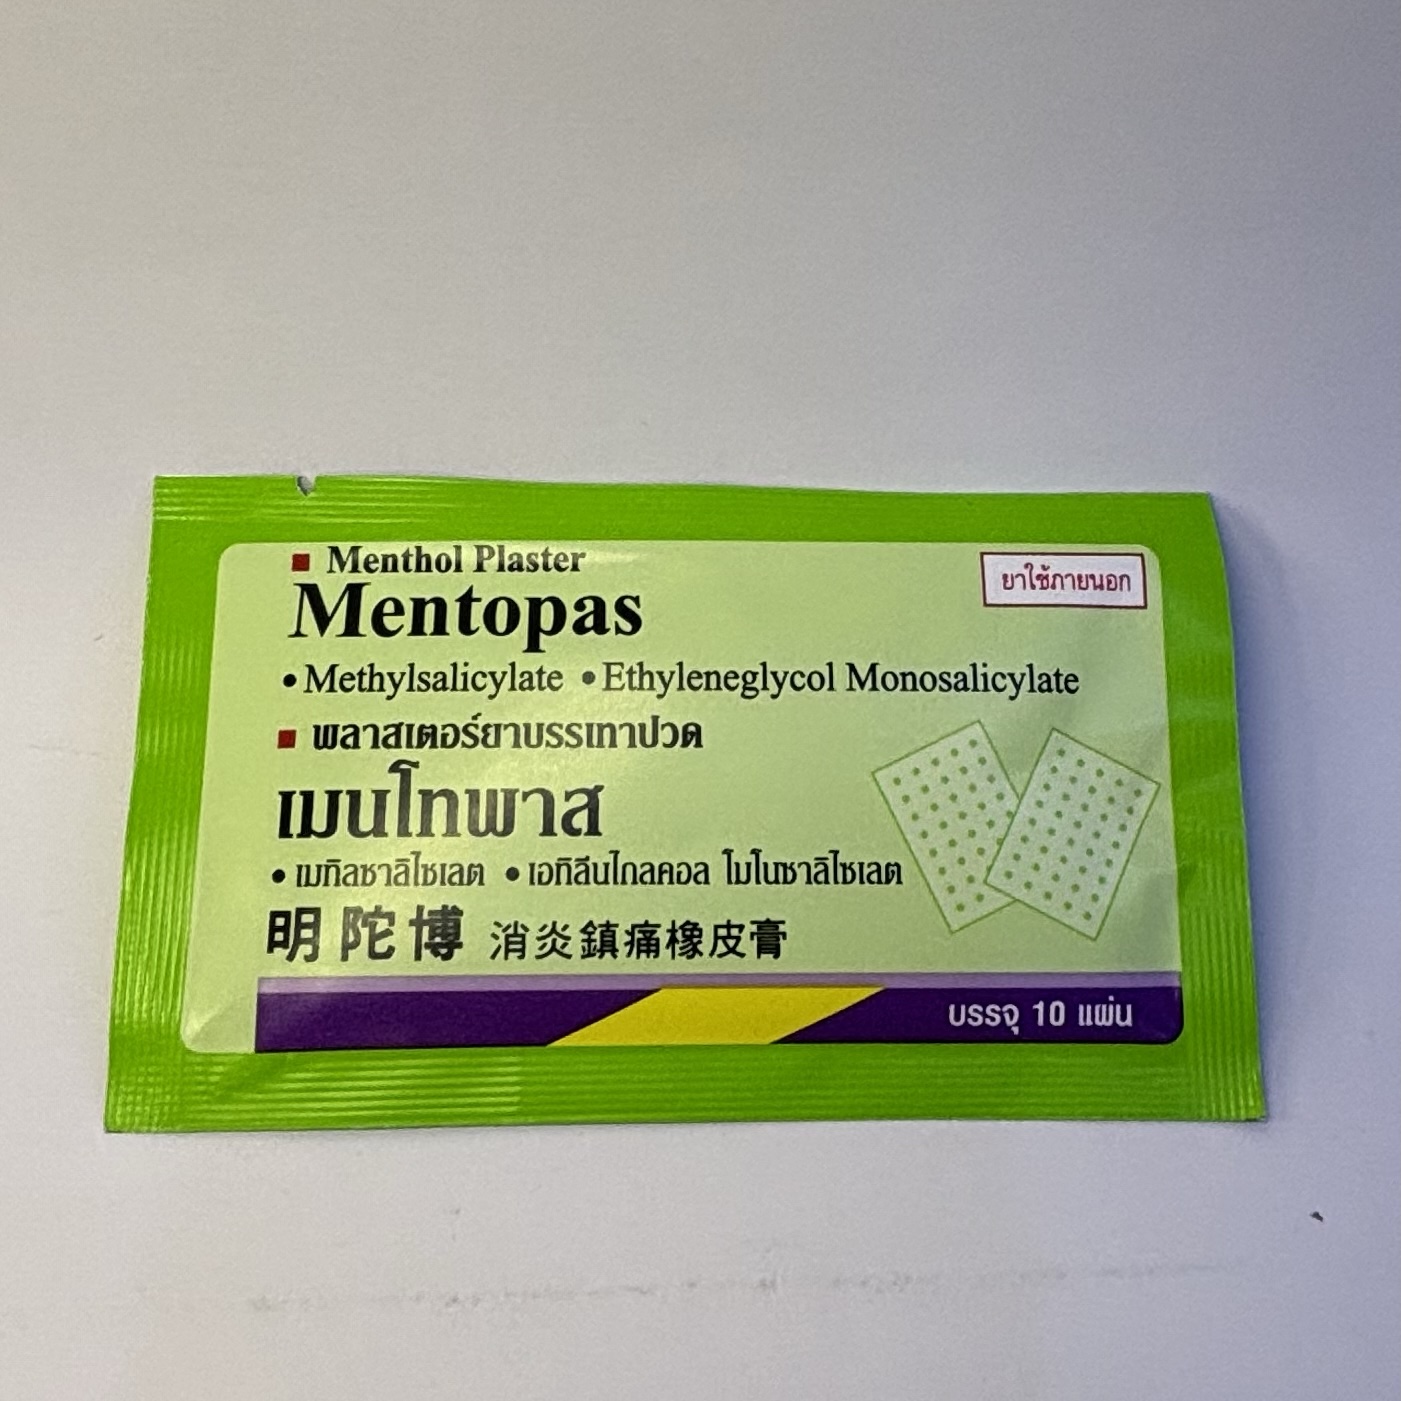 ■ Menthol Plaster
ยาใช้ภายนอก
Mentopas
• Methylsalicylate • Ethyleneglycol Monosalicylate
■ พลาสเตอร์ยาบรรเทาปวด
เมนโทพาส
• เมทิลซาลิไซเลต • เอทิลีนไกลคอล โมโนซาลิไซเลต
明陀博 消炎鎮痛橡皮膏
บรรจุ 10 แผ่น